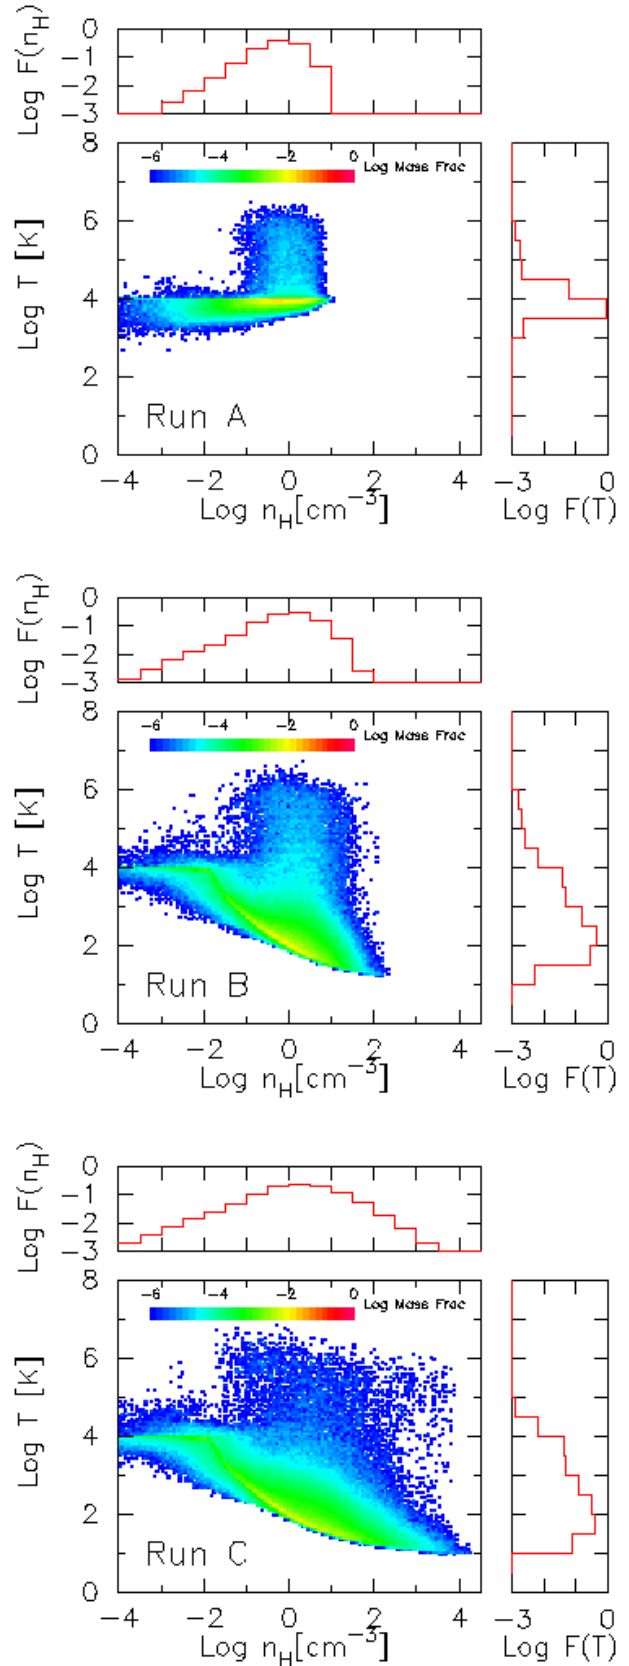 Log F(n_H)
0
−1
−2
−3
8
6
4
2
0
Log T [K]
−6 −4 −2 0 Log Mass Frac
Run A
−4 −2 0 2 4
Log n_H[cm^−3]
−3 0
Log F(T)
Log F(n_H)
0
−1
−2
−3
8
6
4
2
0
Log T [K]
−6 −4 −2 0 Log Mass Frac
Run B
−4 −2 0 2 4
Log n_H[cm^−3]
−3 0
Log F(T)
Log F(n_H)
0
−1
−2
−3
8
6
4
2
0
Log T [K]
−6 −4 −2 0 Log Mass Frac
Run C
−4 −2 0 2 4
Log n_H[cm^−3]
−3 0
Log F(T)